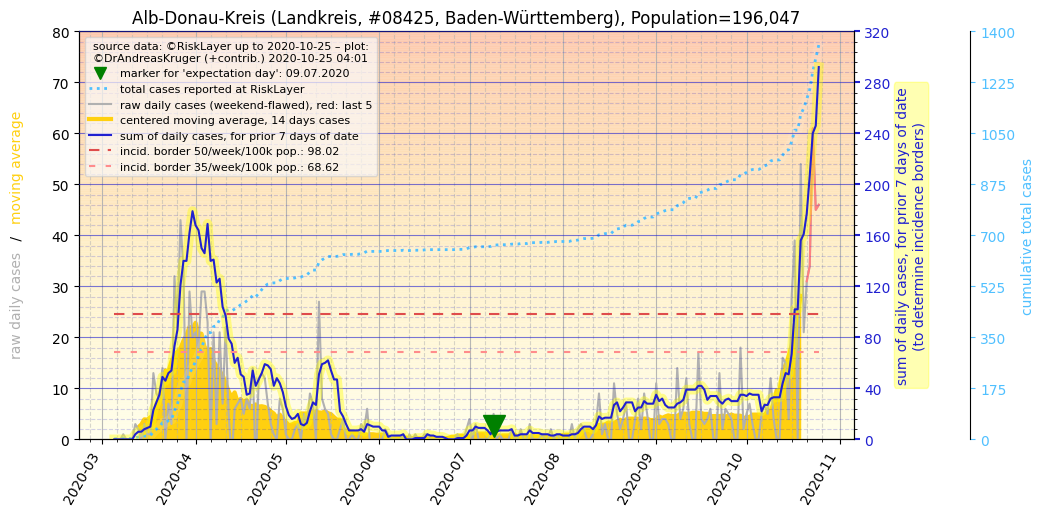 Alb-Donau-Kreis (Landkreis, #08425, Baden-Württemberg), Population=196,047
source data: ©RiskLayer up to 2020-10-25 – plot:
©DrAndreasKruger (+contrib.) 2020-10-25 04:01
marker for 'expectation day': 09.07.2020
total cases reported at RiskLayer
raw daily cases (weekend-flawed), red: last 5
centered moving average, 14 days cases
sum of daily cases, for prior 7 days of date
incid. border 50/week/100k pop.: 98.02
incid. border 35/week/100k pop.: 68.62
raw daily cases / moving average
80
70
60
50
40
30
20
10
0
320
280
240
200
160
120
80
40
0
sum of daily cases, for prior 7 days of date
(to determine incidence borders)
1400
1225
1050
875
700
525
350
175
0
cumulative total cases
2020-03
2020-04
2020-05
2020-06
2020-07
2020-08
2020-09
2020-10
2020-11